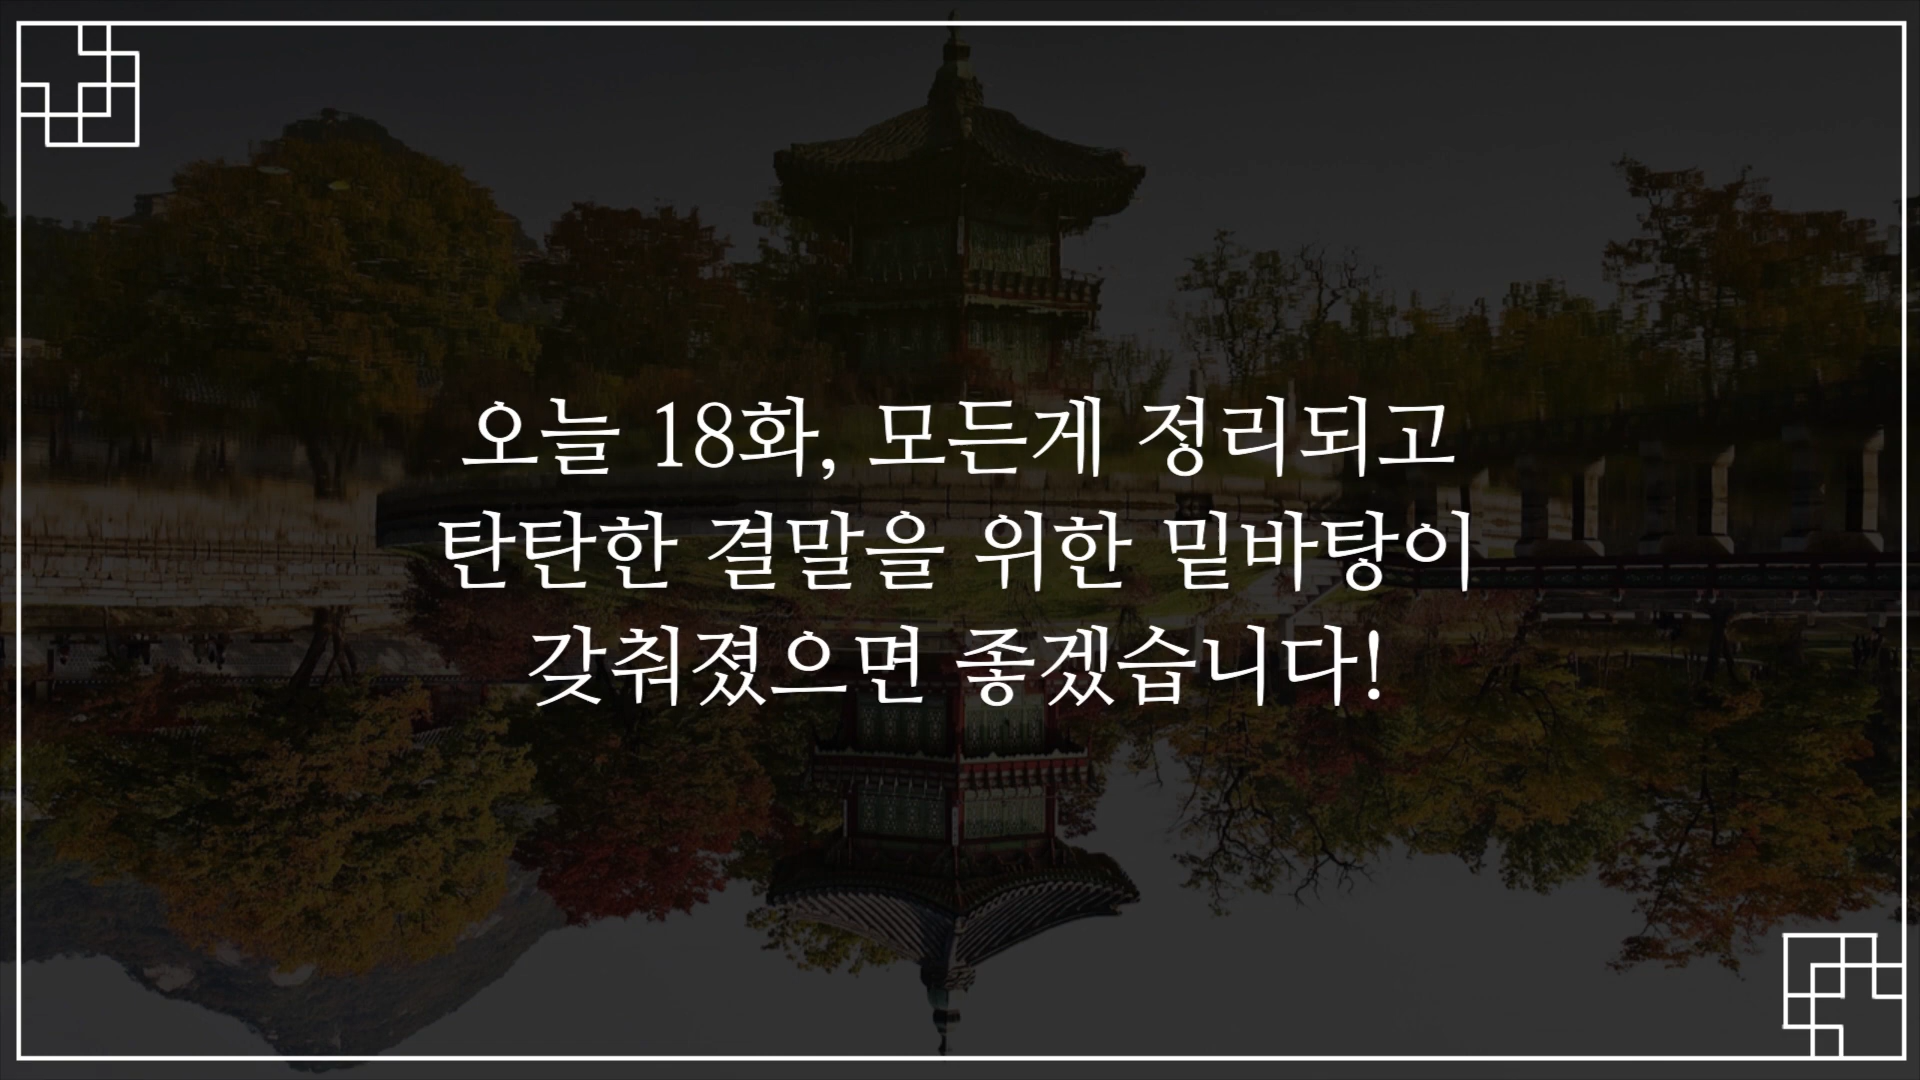 오늘 18화, 모든게 정리되고
탄탄한 결말을 위한 밑바탕이
갖춰졌으면 좋겠습니다!